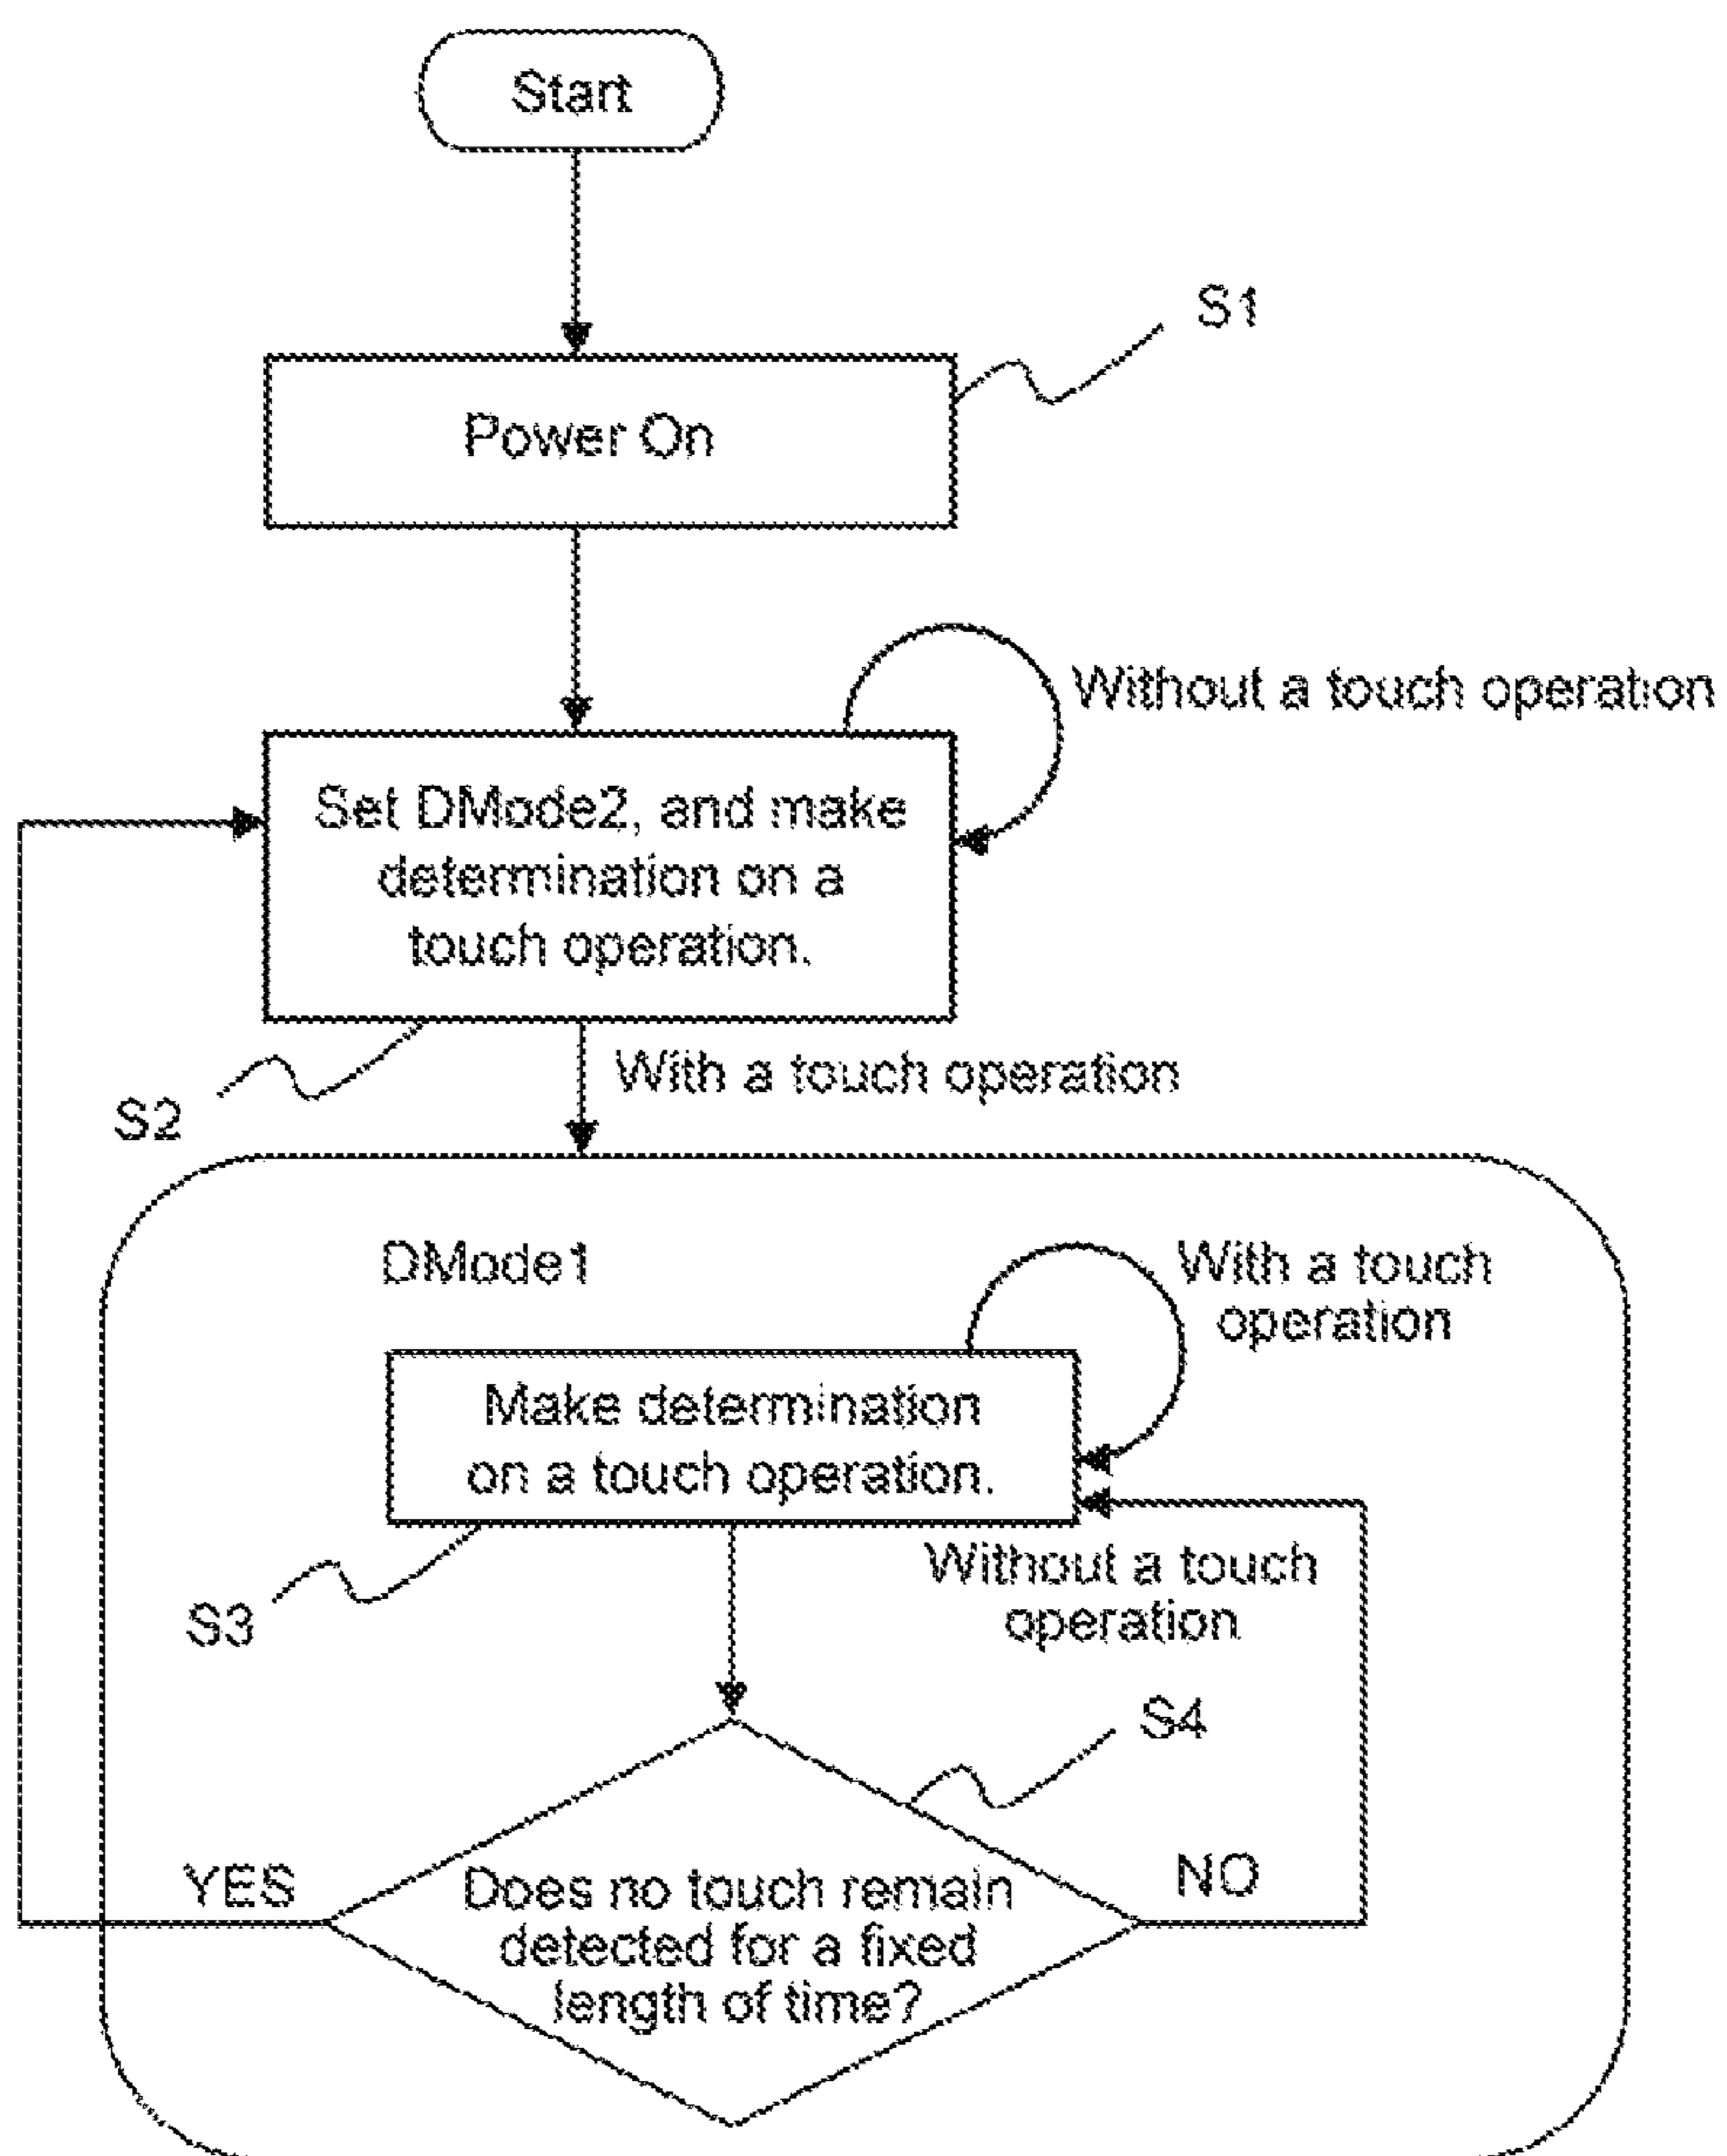 Start
S1
Power On
Without a touch operation
Set DMode2, and make
determination on a
touch operation.
With a touch operation
S2
DMode1
With a touch
operation
Make determination
on a touch operation.
Without a touch
operation
S3
S4
YES
NO
Does no touch remain
detected for a fixed
length of time?